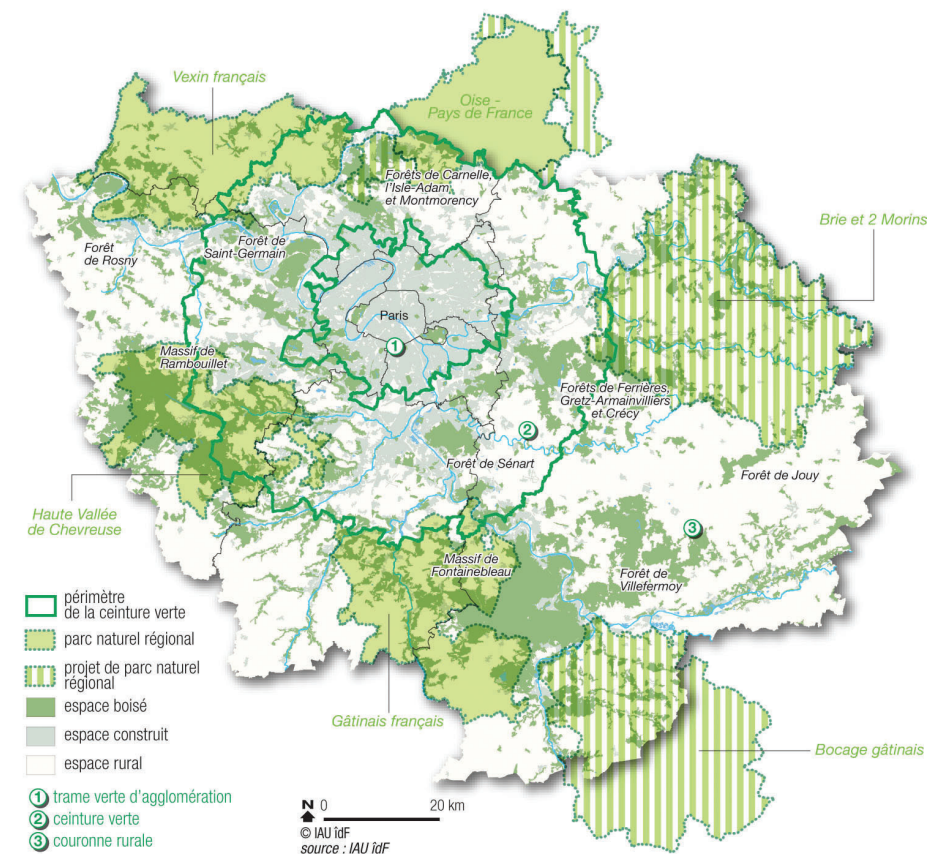 Vexin français
Oise -
Pays de France
Forêts de Carnelle,
l'Isle-Adam
et Montmorency
Brie et 2 Morins
Forêt
de Rosny
Forêt de
Saint-Germain
Paris
1
Massif de
Rambouillet
Forêts de Ferrières,
Gretz-Armainvilliers
et Crécy
2
Forêt de Sénart
Forêt de Jouy
Haute Vallée
de Chevreuse
3
Massif de
Fontainebleau
Forêt de
Villefermoy
périmètre
de la ceinture verte
parc naturel régional
projet de parc naturel
régional
espace boisé
espace construit
espace rural
Gâtinais français
Bocage gâtinais
1 trame verte d'agglomération
2 ceinture verte
3 couronne rurale
N 0 20 km
© IAU îdF
source : IAU îdF